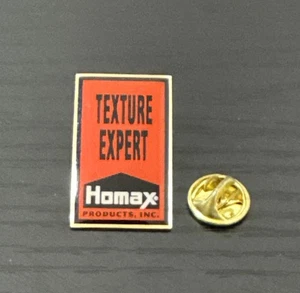 TEXTURE
EXPERT
Homax
PRODUCTS, INC.